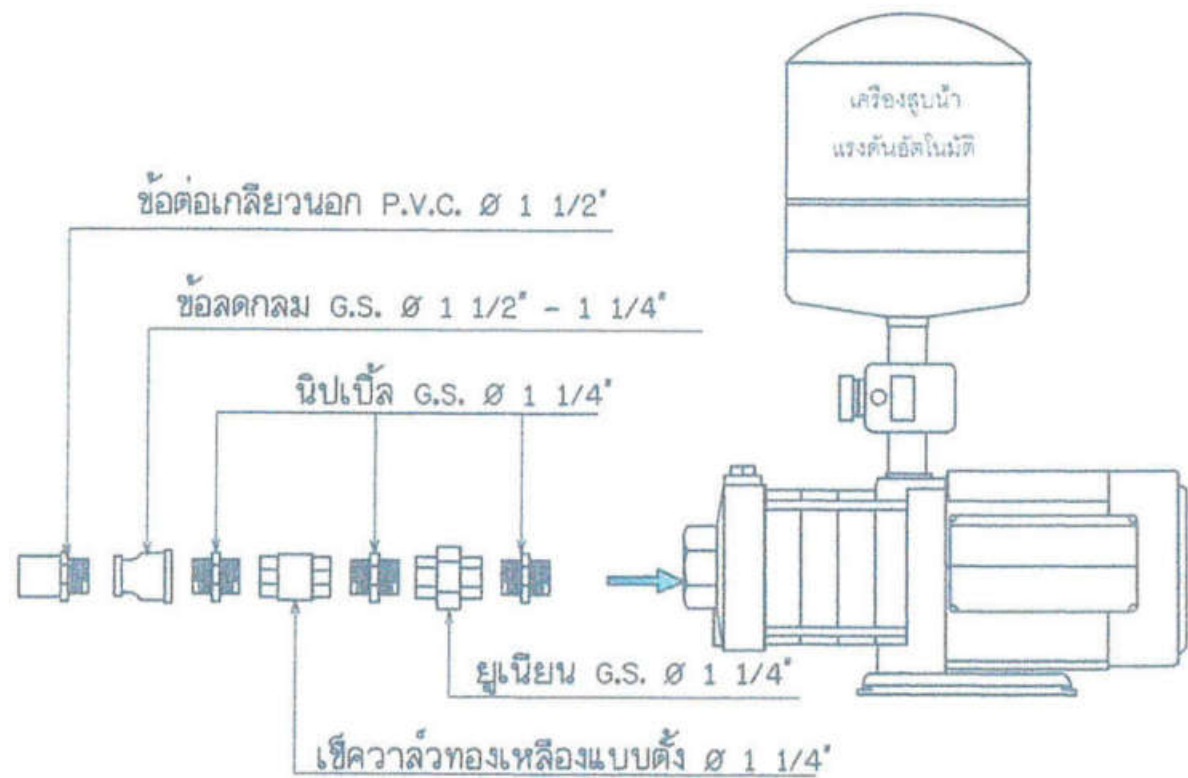 เครื่องสูบน้ำ
แรงดันอัตโนมัติ
ข้อต่อเกลียวนอก P.V.C. Ø 1 1/2"
ข้อลดกลม G.S. Ø 1 1/2" - 1 1/4"
นิปเปิ้ล G.S. Ø 1 1/4"
ยูเนียน G.S. Ø 1 1/4"
เช็ควาล์วทองเหลืองแบบตั้ง Ø 1 1/4"